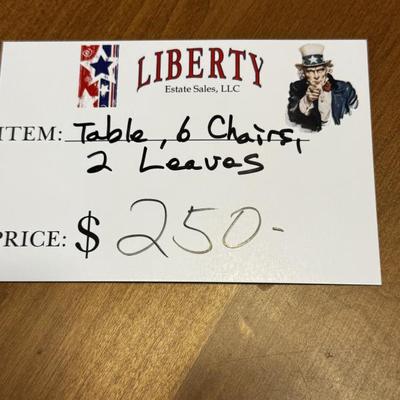 LIBERTY
Estate Sales, LLC
ITEM: Table, 6 Chairs,
2 Leaves
PRICE: $ 250-